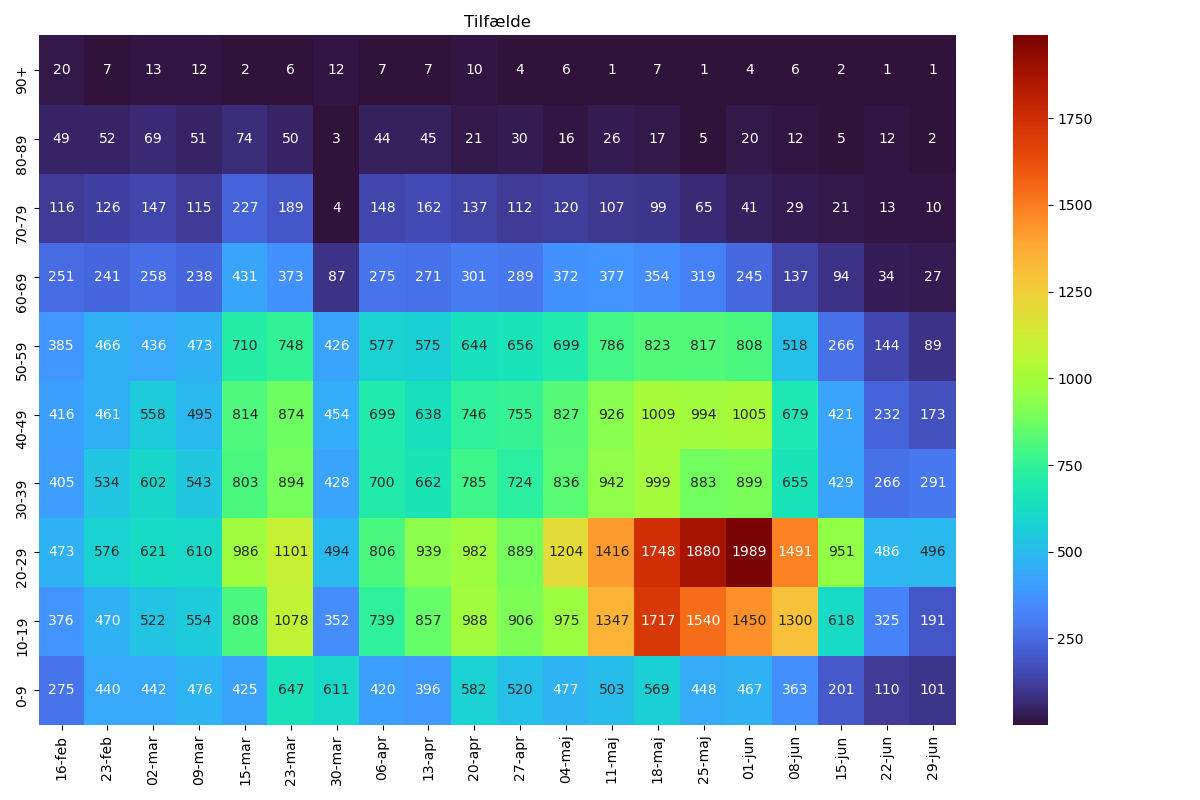 Tilfælde
90+ 20 7 13 12 2 6 12 7 7 10 4 6 1 7 1 4 6 2 1 1
80-89 49 52 69 51 74 50 3 44 45 21 30 16 26 17 5 20 12 5 12 2
70-79 116 126 147 115 227 189 4 148 162 137 112 120 107 99 65 41 29 21 13 10
60-69 251 241 258 238 431 373 87 275 271 301 289 372 377 354 319 245 137 94 34 27
50-59 385 466 436 473 710 748 426 577 575 644 656 699 786 823 817 808 518 266 144 89
40-49 416 461 558 495 814 874 454 699 638 746 755 827 926 1009 994 1005 679 421 232 173
30-39 405 534 602 543 803 894 428 700 662 785 724 836 942 999 883 899 655 429 266 291
20-29 473 576 621 610 986 1101 494 806 939 982 889 1204 1416 1748 1880 1989 1491 951 486 496
10-19 376 470 522 554 808 1078 352 739 857 988 906 975 1347 1717 1540 1450 1300 618 325 191
0-9 275 440 442 476 425 647 611 420 396 582 520 477 503 569 448 467 363 201 110 101
16-feb 23-feb 02-mar 09-mar 15-mar 23-mar 30-mar 06-apr 13-apr 20-apr 27-apr 04-maj 11-maj 18-maj 25-maj 01-jun 08-jun 15-jun 22-jun 29-jun
1750
1500
1250
1000
750
500
250